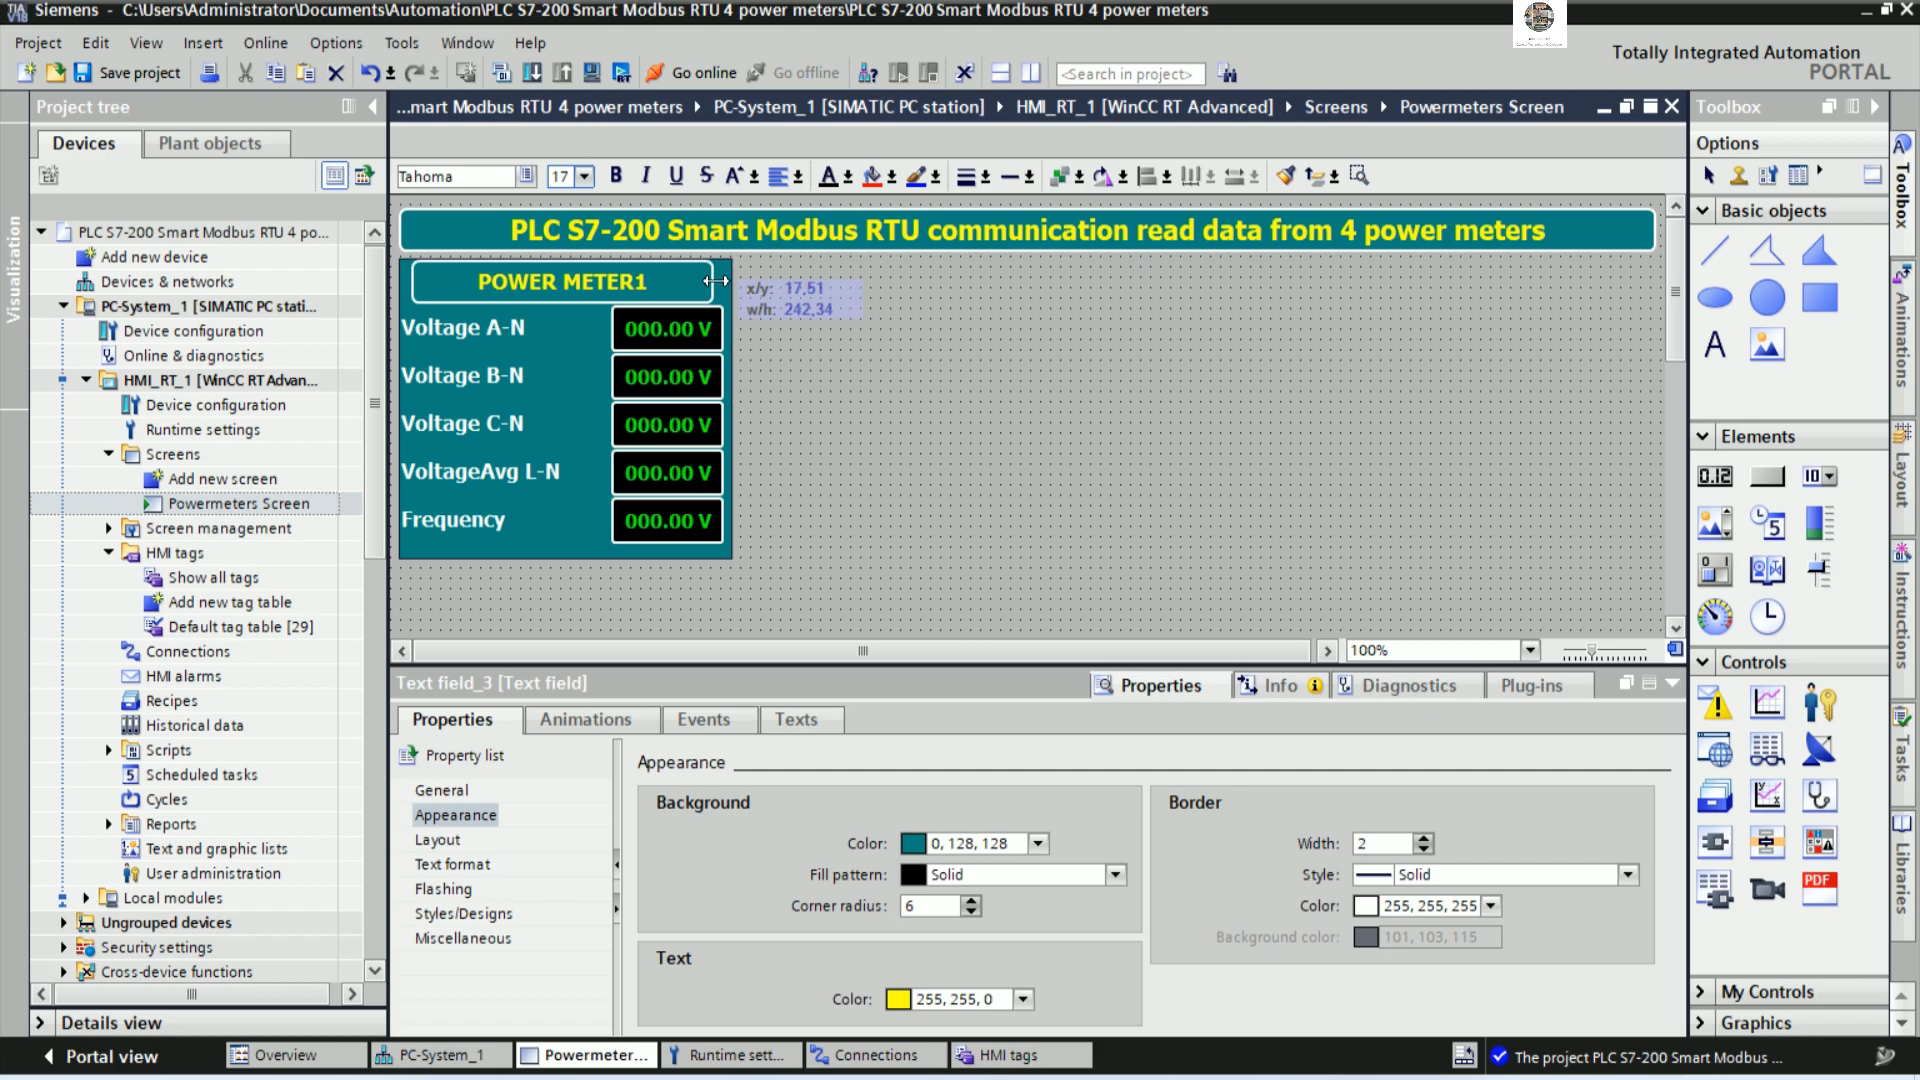 TIA V18 Siemens - C:\Users\Administrator\Documents\Automation\PLC S7-200 Smart Modbus RTU 4 power meters\PLC S7-200 Smart Modbus RTU 4 power meters
Project Edit View Insert Online Options Tools Window Help
Totally Integrated Automation
PORTAL
Save project Go online Go offline <Search in project>
Project tree
...mart Modbus RTU 4 power meters PC-System_1 [SIMATIC PC station] HMI_RT_1 [WinCC RT Advanced] Screens Powermeters Screen
Toolbox
Devices Plant objects
Options
Tahoma 17 B I U S A A
Visualization
PLC S7-200 Smart Modbus RTU 4 po...
Add new device
Devices & networks
PC-System_1 [SIMATIC PC stati...
Device configuration
Online & diagnostics
HMI_RT_1 [WinCC RT Advan...
Device configuration
Runtime settings
Screens
Add new screen
Powermeters Screen
Screen management
HMI tags
Show all tags
Add new tag table
Default tag table [29]
Connections
HMI alarms
Recipes
Historical data
Scripts
Scheduled tasks
Cycles
Reports
Text and graphic lists
User administration
Local modules
Ungrouped devices
Security settings
Cross-device functions
Details view
PLC S7-200 Smart Modbus RTU communication read data from 4 power meters
POWER METER1
x/y: 17,51
w/h: 242,34
Voltage A-N 000.00 V
Voltage B-N 000.00 V
Voltage C-N 000.00 V
VoltageAvg L-N 000.00 V
Frequency 000.00 V
100%
Text field_3 [Text field]
Properties Info Diagnostics Plug-ins
Properties Animations Events Texts
Property list
General
Appearance
Layout
Text format
Flashing
Styles/Designs
Miscellaneous
Appearance
Background
Color: 0, 128, 128
Fill pattern: Solid
Corner radius: 6
Text
Color: 255, 255, 0
Border
Width: 2
Style: Solid
Color: 255, 255, 255
Background color: 101, 103, 115
Basic objects
A
Elements
0.12 10
5
0 1
Controls
PDF
My Controls
Graphics
Toolbox
Animations
Layout
Instructions
Tasks
Libraries
Portal view Overview PC-System_1 Powermeter... Runtime sett... Connections HMI tags The project PLC S7-200 Smart Modbus ...